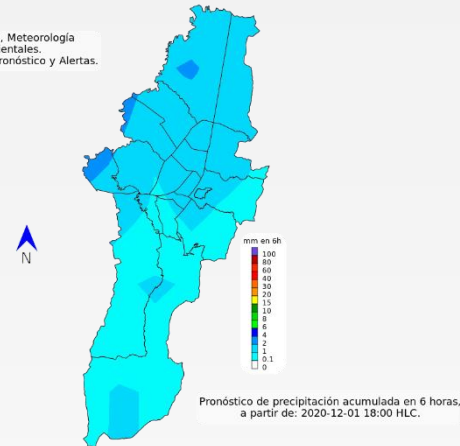 , Meteorología
entales.
ronóstico y Alertas.
N
mm en 6h
100
80
60
40
30
20
15
10
8
6
4
2
1
0.1
0
Pronóstico de precipitación acumulada en 6 horas,
a partir de: 2020-12-01 18:00 HLC.